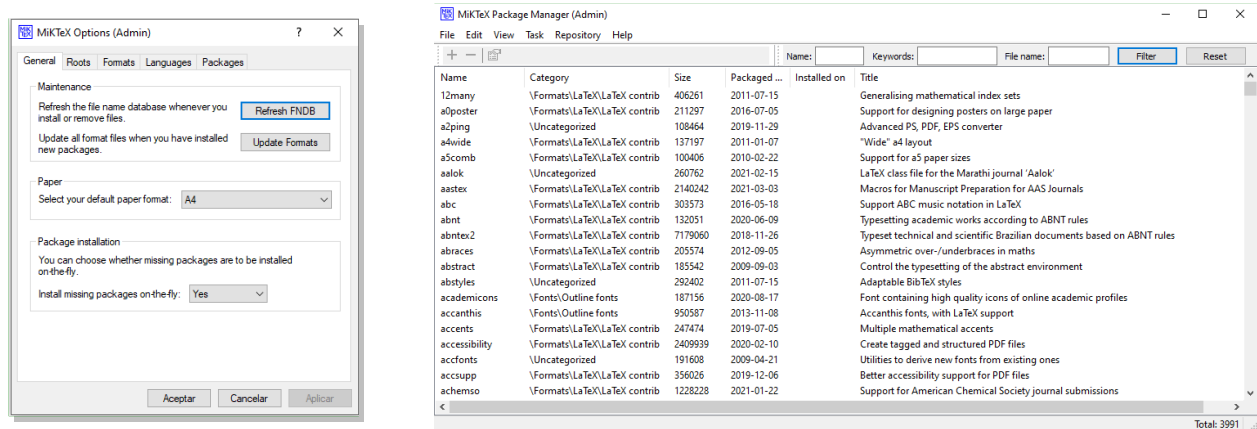 MiKTeX Options (Admin) ? ×
General Roots Formats Languages Packages
Maintenance
Refresh the file name database whenever you
install or remove files.
Refresh FNDB
Update all format files when you have installed
new packages.
Update Formats
Paper
Select your default paper format: A4
Package installation
You can choose whether missing packages are to be installed
on-the-fly.
Install missing packages on-the-fly: Yes
Aceptar Cancelar Aplicar
MiKTeX Package Manager (Admin)
File Edit View Task Repository Help
Name: Keywords: File name: Filter Reset
Name Category Size Packaged ... Installed on Title
12many \Formats\LaTeX\LaTeX contrib 406261 2011-07-15 Generalising mathematical index sets
a0poster \Formats\LaTeX\LaTeX contrib 211297 2016-07-05 Support for designing posters on large paper
a2ping \Uncategorized 108464 2019-11-29 Advanced PS, PDF, EPS converter
a4wide \Formats\LaTeX\LaTeX contrib 137197 2011-01-07 "Wide" a4 layout
a5comb \Formats\LaTeX\LaTeX contrib 100406 2010-02-22 Support for a5 paper sizes
aalok \Uncategorized 260762 2021-02-15 LaTeX class file for the Marathi journal 'Aalok'
aastex \Formats\LaTeX\LaTeX contrib 2140242 2021-03-03 Macros for Manuscript Preparation for AAS Journals
abc \Formats\LaTeX\LaTeX contrib 303573 2016-05-18 Support ABC music notation in LaTeX
abnt \Formats\LaTeX\LaTeX contrib 132051 2020-06-09 Typesetting academic works according to ABNT rules
abntex2 \Formats\LaTeX\LaTeX contrib 7179060 2018-11-26 Typeset technical and scientific Brazilian documents based on ABNT rules
abraces \Formats\LaTeX\LaTeX contrib 205574 2012-09-05 Asymmetric over-/underbraces in maths
abstract \Formats\LaTeX\LaTeX contrib 185542 2009-09-03 Control the typesetting of the abstract environment
abstyles \Uncategorized 292402 2011-07-15 Adaptable BibTeX styles
academicons \Fonts\Outline fonts 187156 2020-08-17 Font containing high quality icons of online academic profiles
accanthis \Fonts\Outline fonts 950587 2013-11-08 Accanthis fonts, with LaTeX support
accents \Formats\LaTeX\LaTeX contrib 247474 2019-07-05 Multiple mathematical accents
accessibility \Formats\LaTeX\LaTeX contrib 2409939 2020-02-10 Create tagged and structured PDF files
accfonts \Uncategorized 191608 2009-04-21 Utilities to derive new fonts from existing ones
accsupp \Formats\LaTeX\LaTeX contrib 356026 2019-12-06 Better accessibility support for PDF files
achemso \Formats\LaTeX\LaTeX contrib 1228228 2021-01-22 Support for American Chemical Society journal submissions
Total: 3991